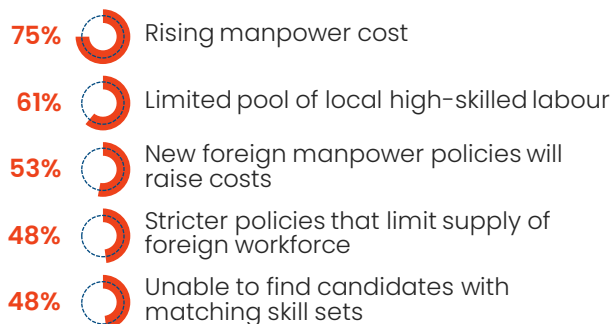 75% Rising manpower cost
61% Limited pool of local high-skilled labour
53% New foreign manpower policies will
raise costs
48% Stricter policies that limit supply of
foreign workforce
48% Unable to find candidates with
matching skill sets